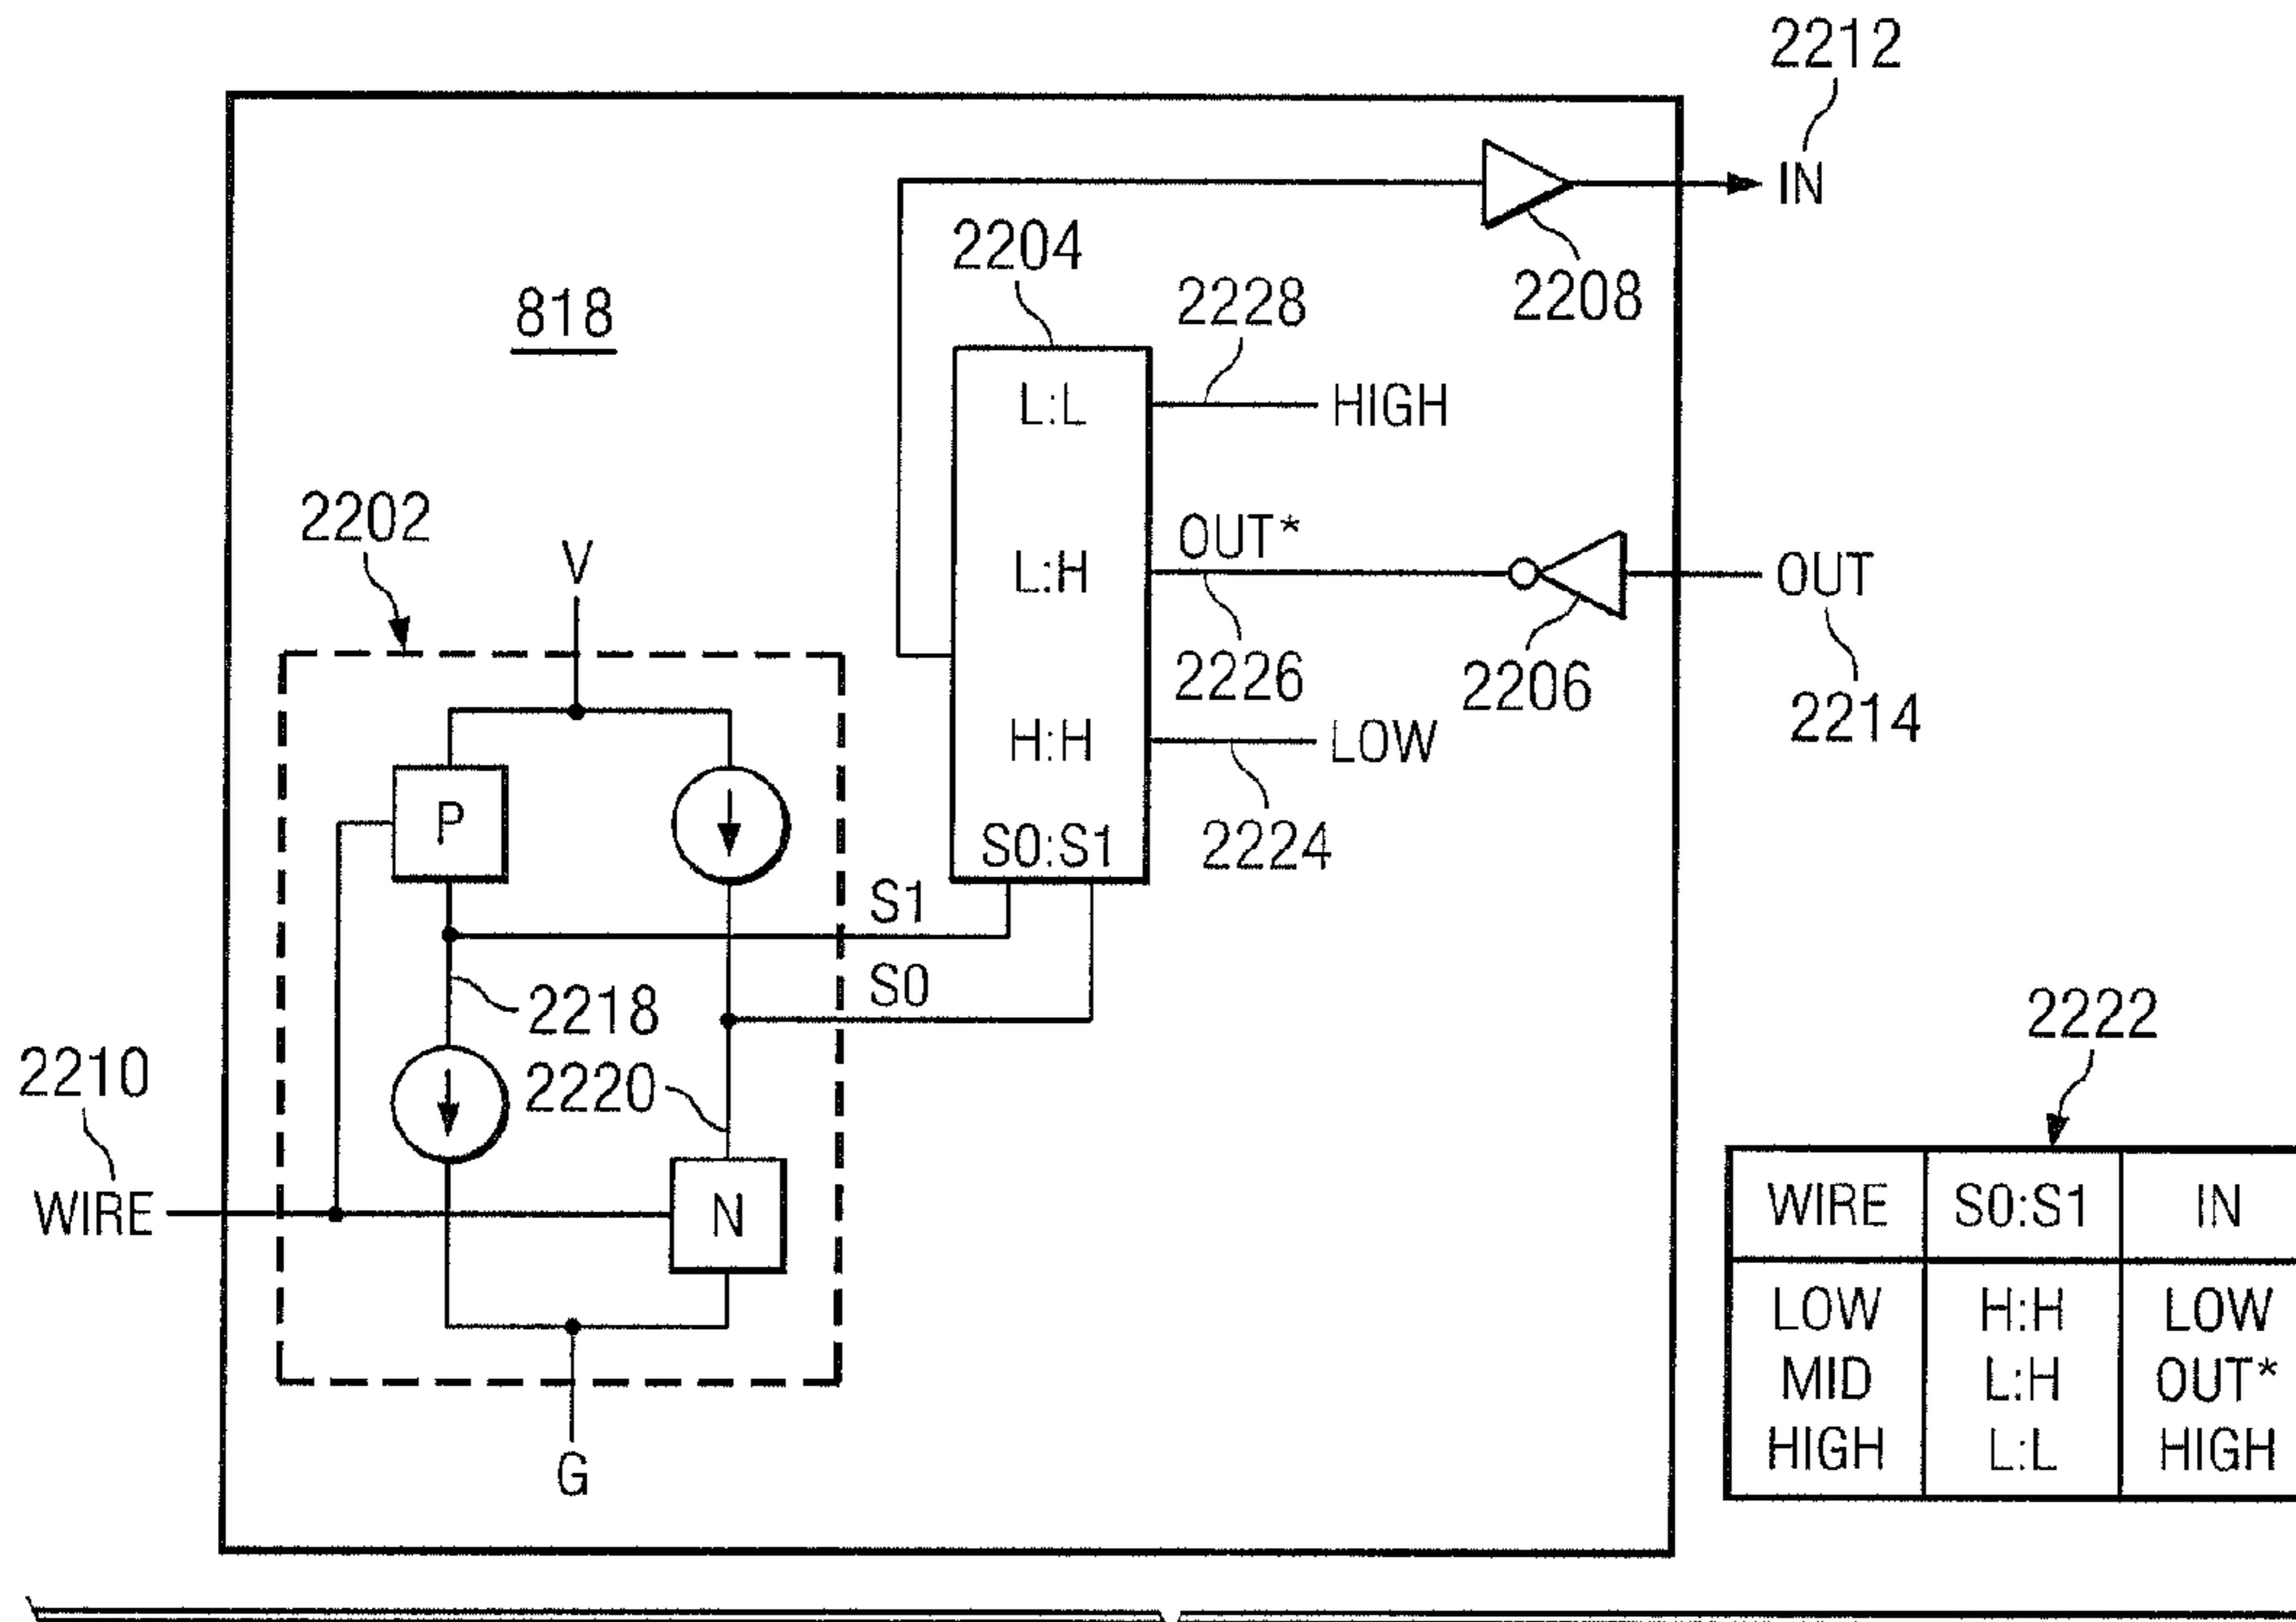 2212
IN
2204
2228
2208
818
L:L
HIGH
2202
V
OUT*
L:H
OUT
2226
2206
2214
H:H
LOW
P
S0:S1
2224
S1
S0
2218
2222
2210
2220
WIRE
N
G
WIRE S0:S1 IN
LOW H:H LOW
MID L:H OUT*
HIGH L:L HIGH